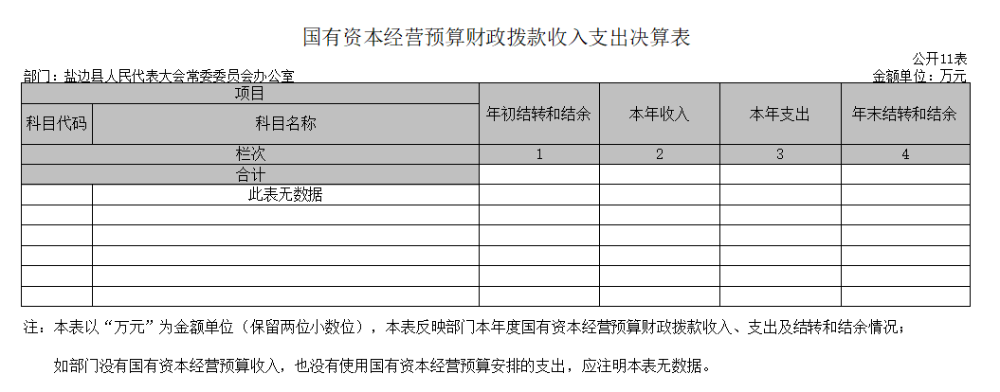 国有资本经营预算财政拨款收入支出决算表
公开11表
部门：盐边县人民代表大会常委委员会办公室
金额单位：万元
项目
科目代码
科目名称
年初结转和结余
本年收入
本年支出
年末结转和结余
栏次
1
2
3
4
合计
此表无数据
注：本表以“万元”为金额单位（保留两位小数位），本表反映部门本年度国有资本经营预算财政拨款收入、支出及结转和结余情况；
如部门没有国有资本经营预算收入，也没有使用国有资本经营预算安排的支出，应注明本表无数据。